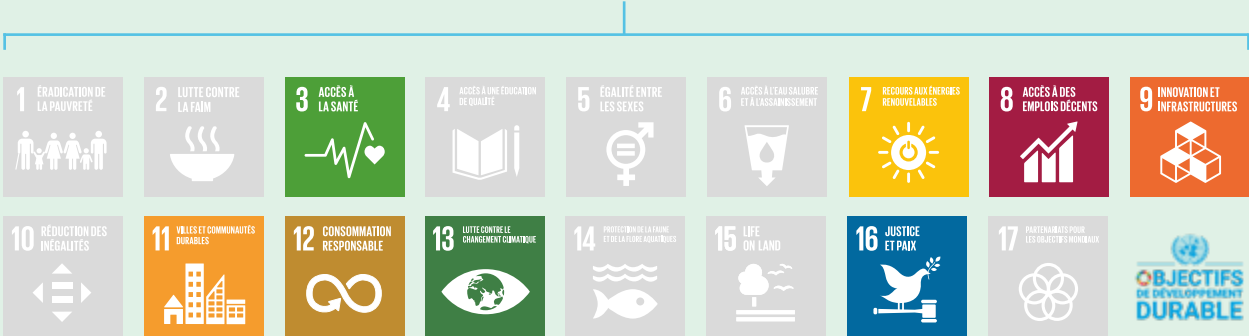 1 ÉRADICATION DE
LA PAUVRETÉ
2 LUTTE CONTRE
LA FAIM
3 ACCÈS À
LA SANTÉ
4 ACCÈS À UNE ÉDUCATION
DE QUALITÉ
5 ÉGALITÉ ENTRE
LES SEXES
6 ACCÈS À L'EAU SALUBRE
ET À L'ASSAINISSEMENT
7 RECOURS AUX ÉNERGIES
RENOUVELABLES
8 ACCÈS À DES
EMPLOIS DÉCENTS
9 INNOVATION ET
INFRASTRUCTURES
10 RÉDUCTION DES
INÉGALITÉS
11 VILLES ET COMMUNAUTÉS
DURABLES
12 CONSOMMATION
RESPONSABLE
13 LUTTE CONTRE LE
CHANGEMENT CLIMATIQUE
14 PROTECTION DE LA FAUNE
ET DE LA FLORE AQUATIQUES
15 LIFE
ON LAND
16 JUSTICE
ET PAIX
17 PARTENARIATS POUR
LES OBJECTIFS MONDIAUX
OBJECTIFS
DE DÉVELOPPEMENT
DURABLE